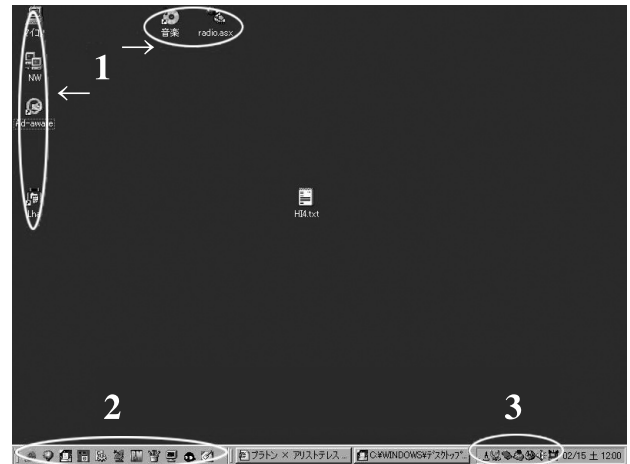 マイコン
音楽
radio.asx
1
NW
Ad-aware
HI4.txt
Lha
2
3
プラトン × アリストテレス...
C:¥WINDOWS¥デスクトップ
02/15 土 12:00